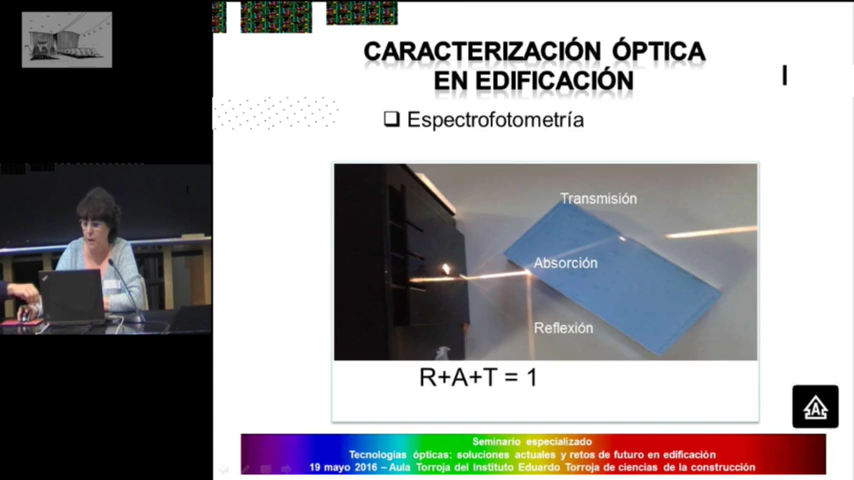 CARACTERIZACIÓN ÓPTICA
EN EDIFICACIÓN
Espectrofotometría
Transmisión
Absorción
Reflexión
R+A+T = 1
Seminario especializado
Tecnologías ópticas: soluciones actuales y retos de futuro en edificación
19 mayo 2016 – Aula Torroja del Instituto Eduardo Torroja de ciencias de la construcción